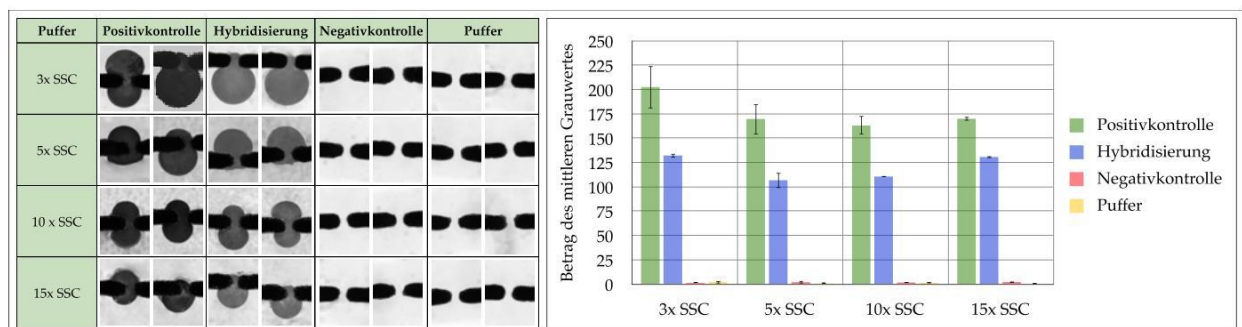 Puffer Positivkontrolle Hybridisierung Negativkontrolle Puffer
3x SSC
5x SSC
10 x SSC
15x SSC
Betrag des mittleren Grauwertes
250
225
200
175
150
125
100
75
50
25
0
3x SSC 5x SSC 10x SSC 15x SSC
Positivkontrolle
Hybridisierung
Negativkontrolle
Puffer